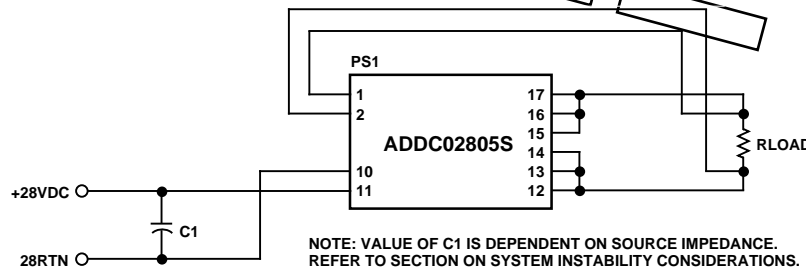 PS1
1
2
10
11
ADDC02805S
17
16
15
14
13
12
RLOAD
+28VDC
C1
28RTN
NOTE: VALUE OF C1 IS DEPENDENT ON SOURCE IMPEDANCE.
REFER TO SECTION ON SYSTEM INSTABILITY CONSIDERATIONS.